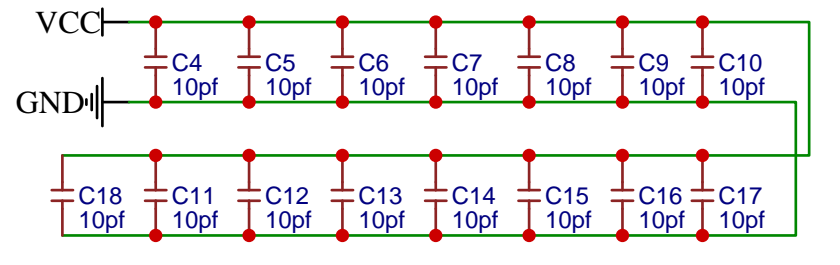 VCC
C4 C5 C6 C7 C8 C9 C10
10pf 10pf 10pf 10pf 10pf 10pf 10pf
GND
C18 C11 C12 C13 C14 C15 C16 C17
10pf 10pf 10pf 10pf 10pf 10pf 10pf 10pf